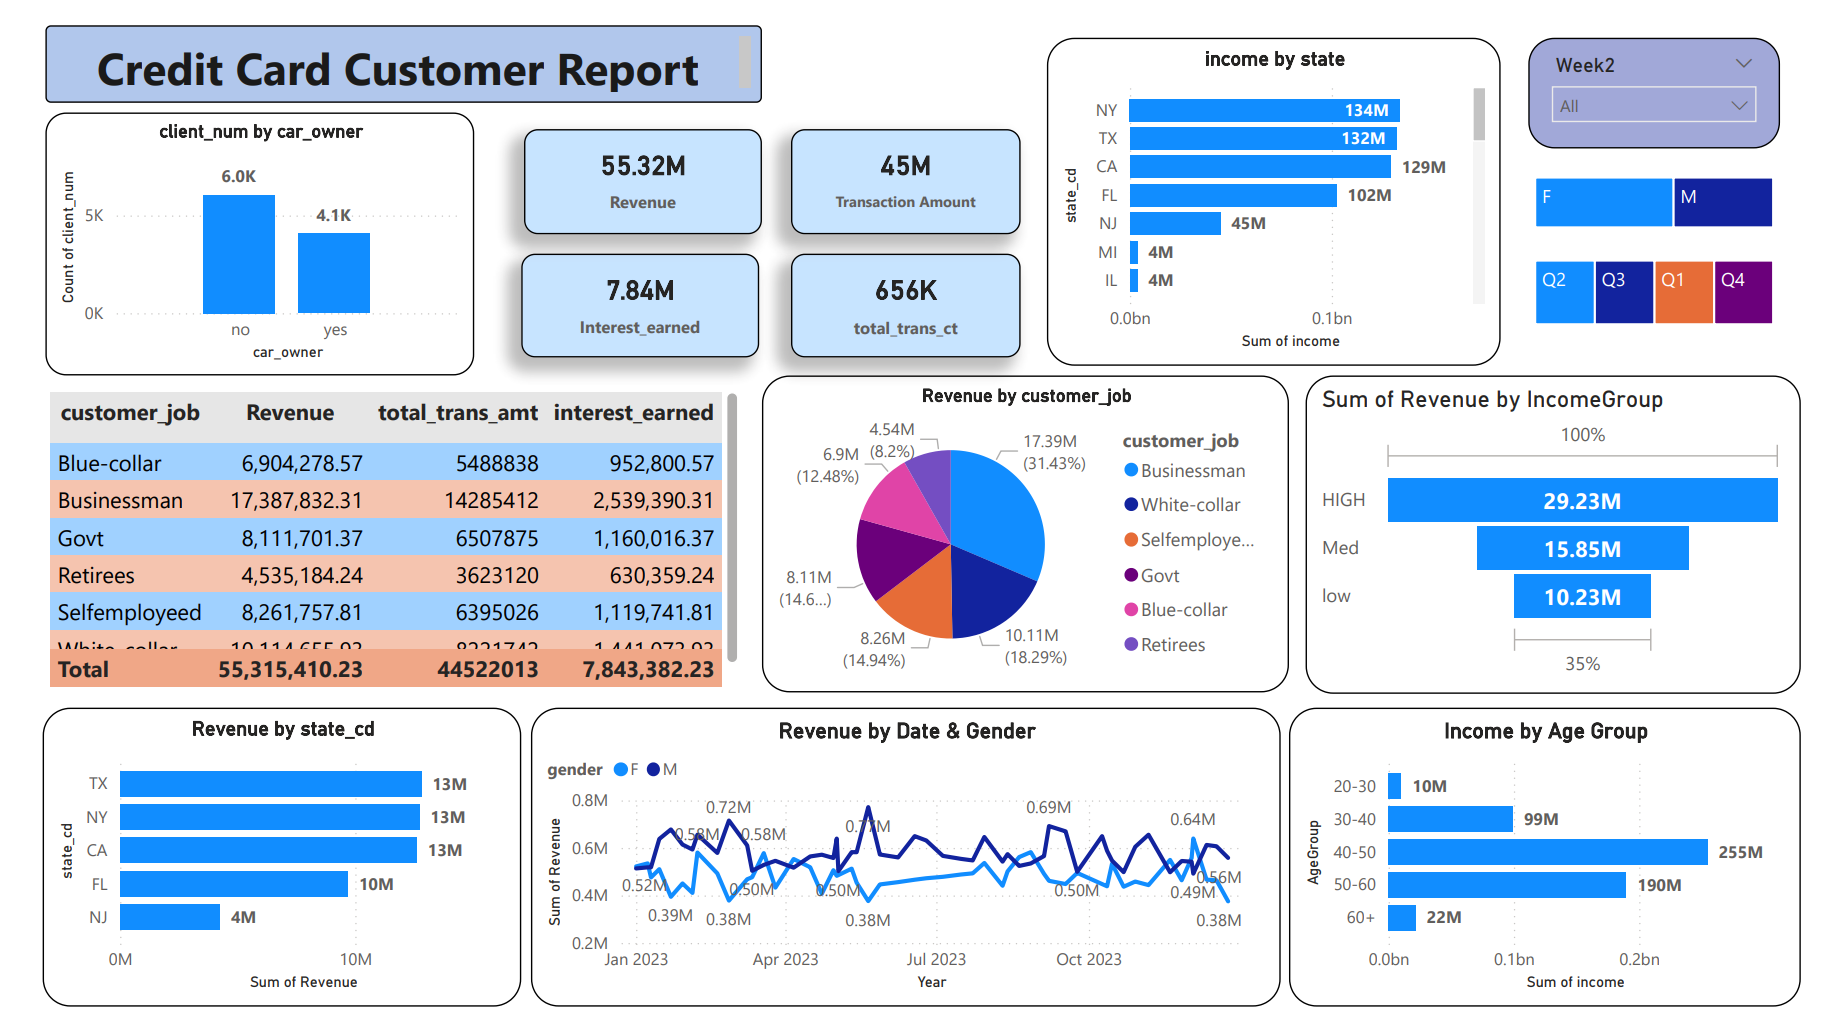 Credit Card Customer Report
client_num by car_owner
Count of client_num
5K
0K
6.0K
4.1K
no
yes
car_owner
55.32M
Revenue
45M
Transaction Amount
7.84M
Interest_earned
656K
total_trans_ct
income by state
state_cd
NY 134M
TX 132M
CA 129M
FL 102M
NJ 45M
MI 4M
IL 4M
0.0bn 0.1bn
Sum of income
Week2
All
F M
Q2 Q3 Q1 Q4
customer_job Revenue total_trans_amt interest_earned
Blue-collar 6,904,278.57 5488838 952,800.57
Businessman 17,387,832.31 14285412 2,539,390.31
Govt 8,111,701.37 6507875 1,160,016.37
Retirees 4,535,184.24 3623120 630,359.24
Selfemployeed 8,261,757.81 6395026 1,119,741.81
White-collar 10,114,655.93 8221742 1,441,073.93
Total 55,315,410.23 44522013 7,843,382.23
Revenue by customer_job
4.54M
(8.2%)
6.9M
(12.48%)
17.39M
(31.43%)
8.11M
(14.6...)
8.26M
(14.94%)
10.11M
(18.29%)
customer_job
Businessman
White-collar
Selfemploye...
Govt
Blue-collar
Retirees
Sum of Revenue by IncomeGroup
100%
HIGH 29.23M
Med 15.85M
low 10.23M
35%
Revenue by state_cd
state_cd
TX 13M
NY 13M
CA 13M
FL 10M
NJ 4M
0M 10M
Sum of Revenue
Revenue by Date & Gender
gender F M
Sum of Revenue
0.8M
0.6M
0.4M
0.2M
0.72M
0.69M
0.58M
0.58M
0.77M
0.64M
0.52M
0.50M
0.50M
0.50M
0.56M
0.49M
0.39M
0.38M
0.38M
0.38M
Jan 2023 Apr 2023 Jul 2023 Oct 2023
Year
Income by Age Group
AgeGroup
20-30 10M
30-40 99M
40-50 255M
50-60 190M
60+ 22M
0.0bn 0.1bn 0.2bn
Sum of income